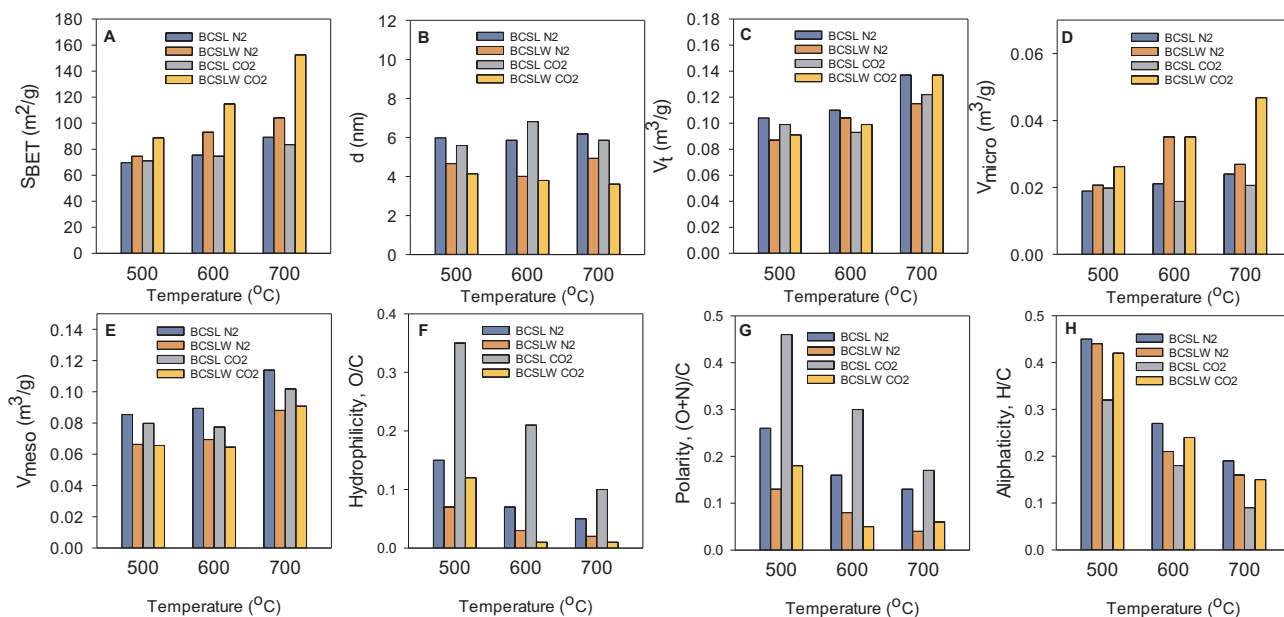 A
BCSL N2
BCSLW N2
BCSL CO2
BCSLW CO2
180
160
140
120
100
80
60
40
20
0
SBET (m2/g)
500 600 700
Temperature (OC)
B
BCSL N2
BCSLW N2
BCSL CO2
BCSLW CO2
12
10
8
6
4
2
0
d (nm)
500 600 700
Temperature (OC)
C
BCSL N2
BCSLW N2
BCSL CO2
BCSLW CO2
0.18
0.16
0.14
0.12
0.10
0.08
0.06
0.04
0.02
0.00
Vt (m3/g)
500 600 700
Temperature (OC)
D
BCSL N2
BCSLW N2
BCSL CO2
BCSLW CO2
0.06
0.04
0.02
0.00
Vmicro (m3/g)
500 600 700
Temperature (OC)
E
BCSL N2
BCSLW N2
BCSL CO2
BCSLW CO2
0.14
0.12
0.10
0.08
0.06
0.04
0.02
0.00
Vmeso (m3/g)
500 600 700
Temperature (OC)
F
BCSL N2
BCSLW N2
BCSL CO2
BCSLW CO2
0.4
0.3
0.2
0.1
0.0
Hydrophilicity, O/C
500 600 700
Temperature (OC)
G
BCSL N2
BCSLW N2
BCSL CO2
BCSLW CO2
0.5
0.4
0.3
0.2
0.1
0.0
Polarity, (O+N)/C
500 600 700
Temperature (OC)
H
BCSL N2
BCSLW N2
BCSL CO2
BCSLW CO2
0.5
0.4
0.3
0.2
0.1
0.0
Aliphaticity, H/C
500 600 700
Temperature (OC)